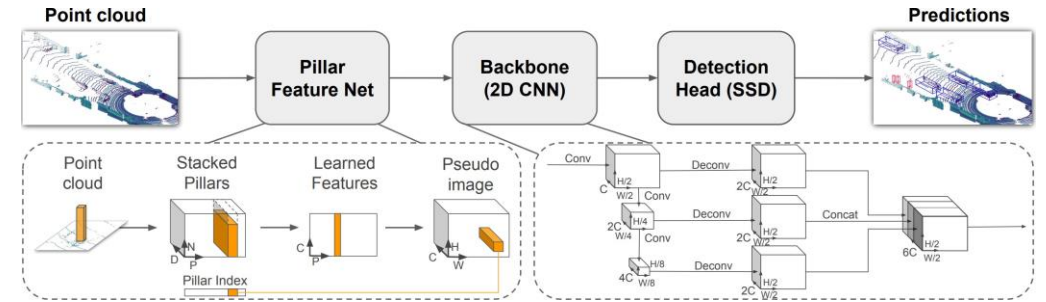 Point cloud
Predictions
Pillar
Feature Net
Backbone
(2D CNN)
Detection
Head (SSD)
Point
cloud
Stacked
Pillars
Learned
Features
Pseudo
image
N
D
P
C
P
H
C
W
Pillar Index
Conv
C
H/2
W/2
Deconv
2C
H/2
W/2
Conv
2C
H/4
W/4
Deconv
2C
H/2
W/2
Concat
Conv
4C
H/8
W/8
Deconv
2C
H/2
W/2
6C
H/2
W/2